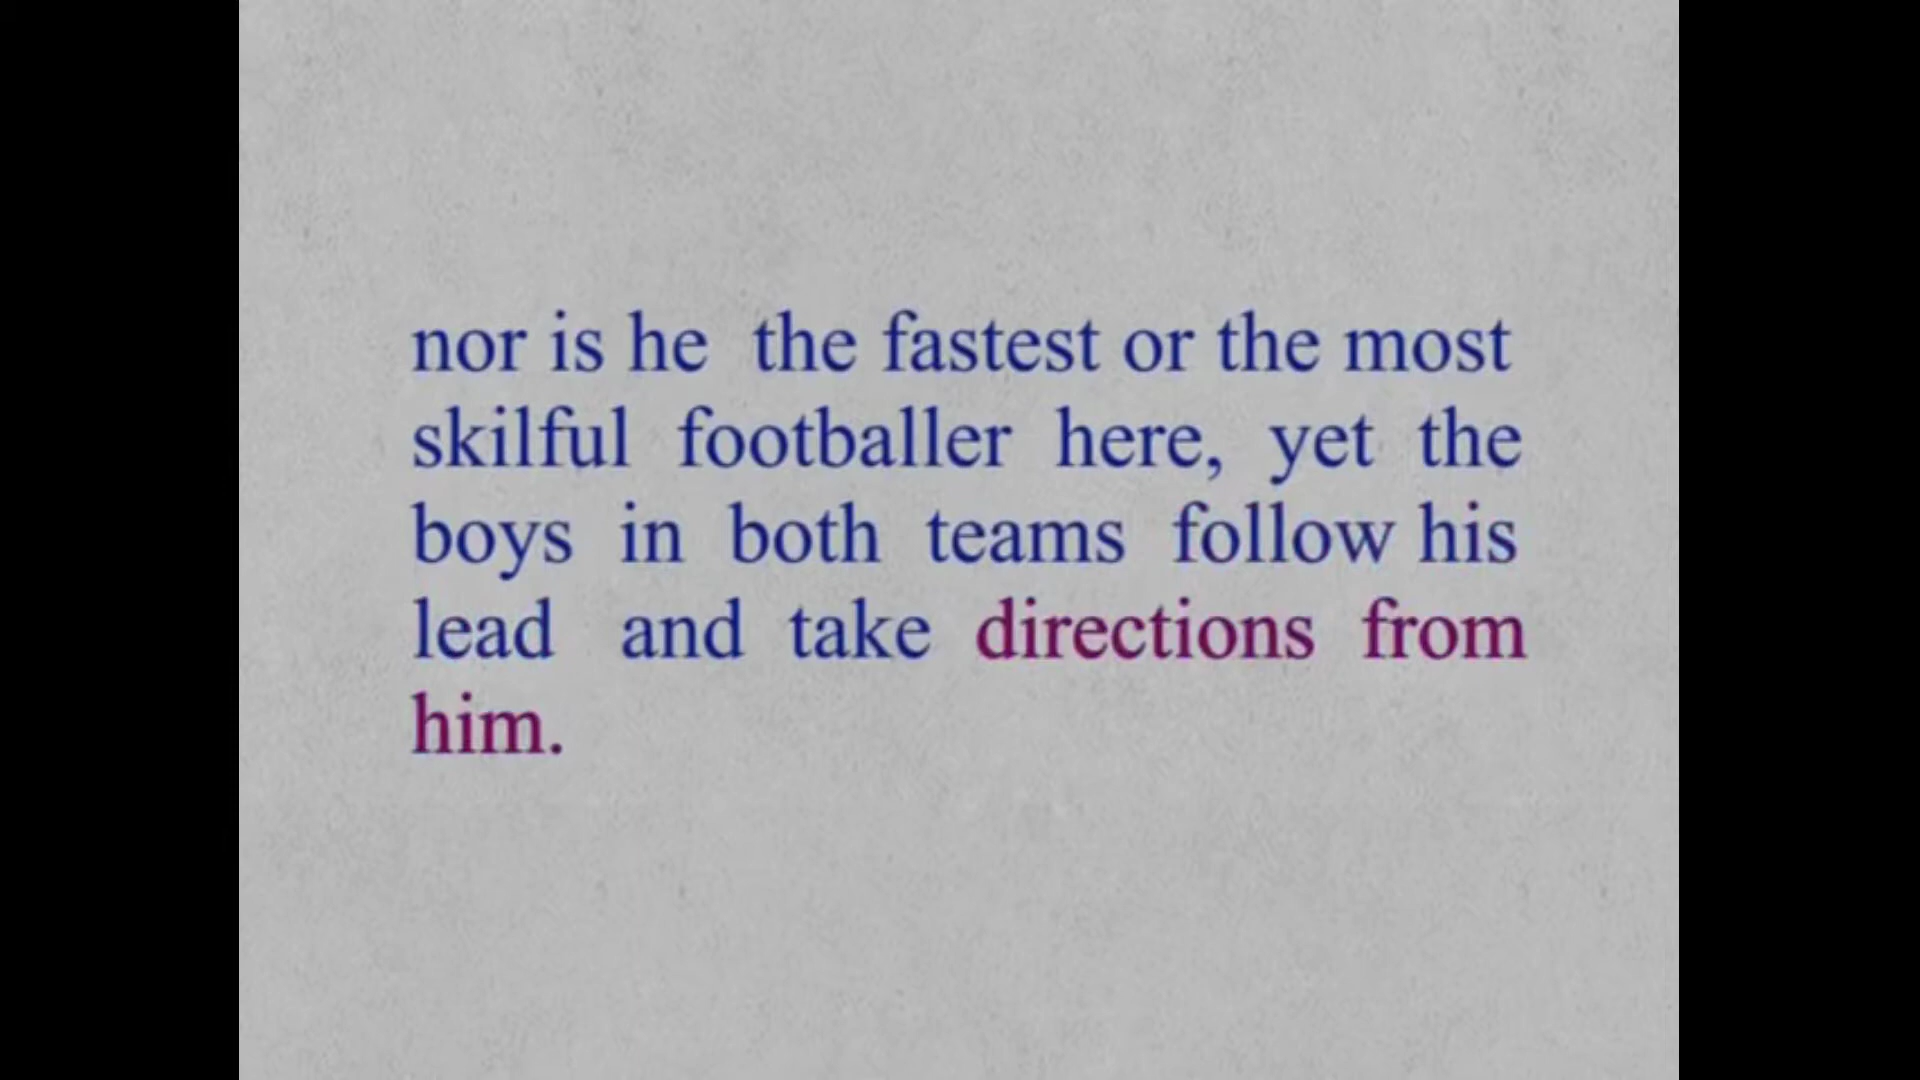 nor is he the fastest or the most
skilful footballer here, yet the
boys in both teams follow his
lead and take directions from
him.